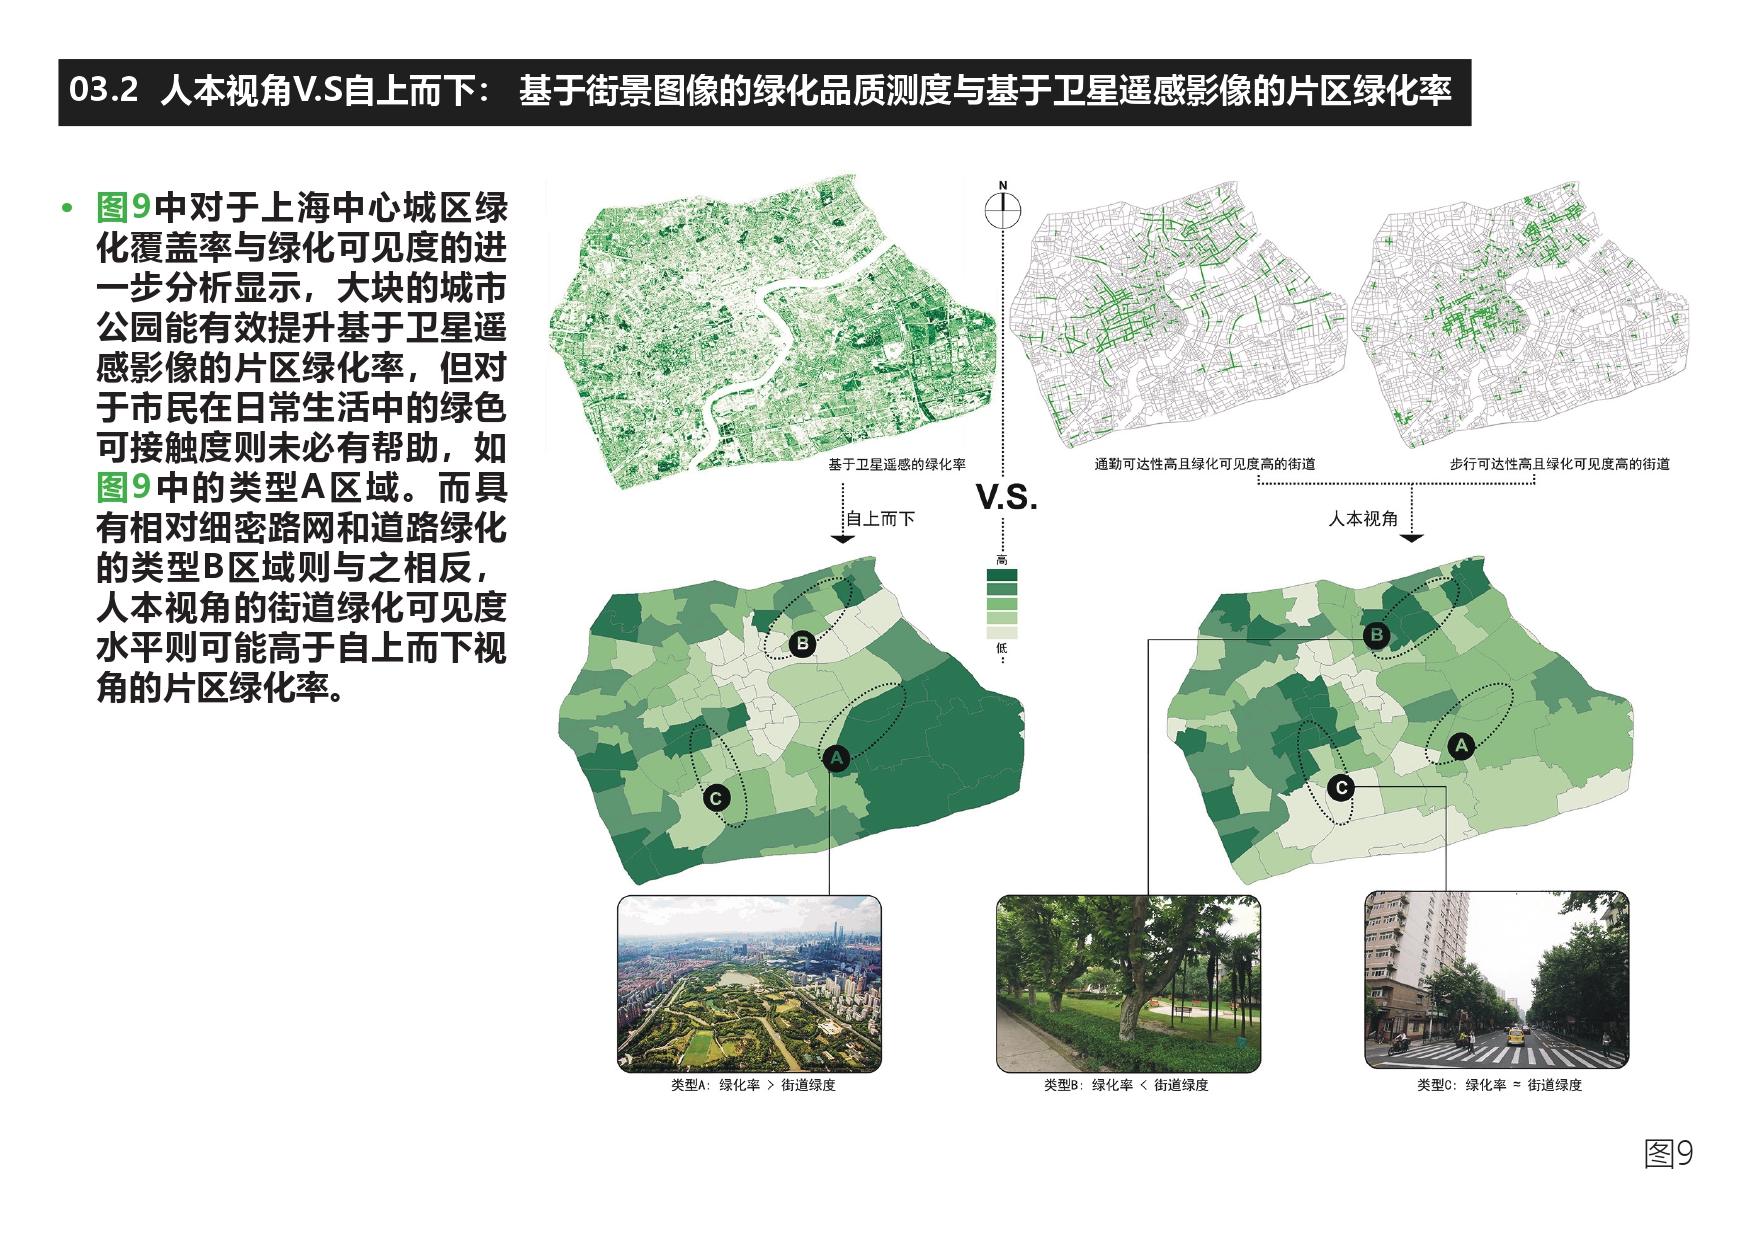 03.2 人本视角V.S自上而下： 基于街景图像的绿化品质测度与基于卫星遥感影像的片区绿化率
• 图9中对于上海中心城区绿
化覆盖率与绿化可见度的进
一步分析显示，大块的城市
公园能有效提升基于卫星遥
感影像的片区绿化率，但对
于市民在日常生活中的绿色
可接触度则未必有帮助，如
图9中的类型A区域。而具
有相对细密路网和道路绿化
的类型B区域则与之相反，
人本视角的街道绿化可见度
水平则可能高于自上而下视
角的片区绿化率。
N
基于卫星遥感的绿化率
通勤可达性高且绿化可见度高的街道
步行可达性高且绿化可见度高的街道
V.S.
自上而下
人本视角
高
低
B
A
C
B
A
C
类型A: 绿化率 > 街道绿度
类型B: 绿化率 < 街道绿度
类型C: 绿化率 ≈ 街道绿度
图9